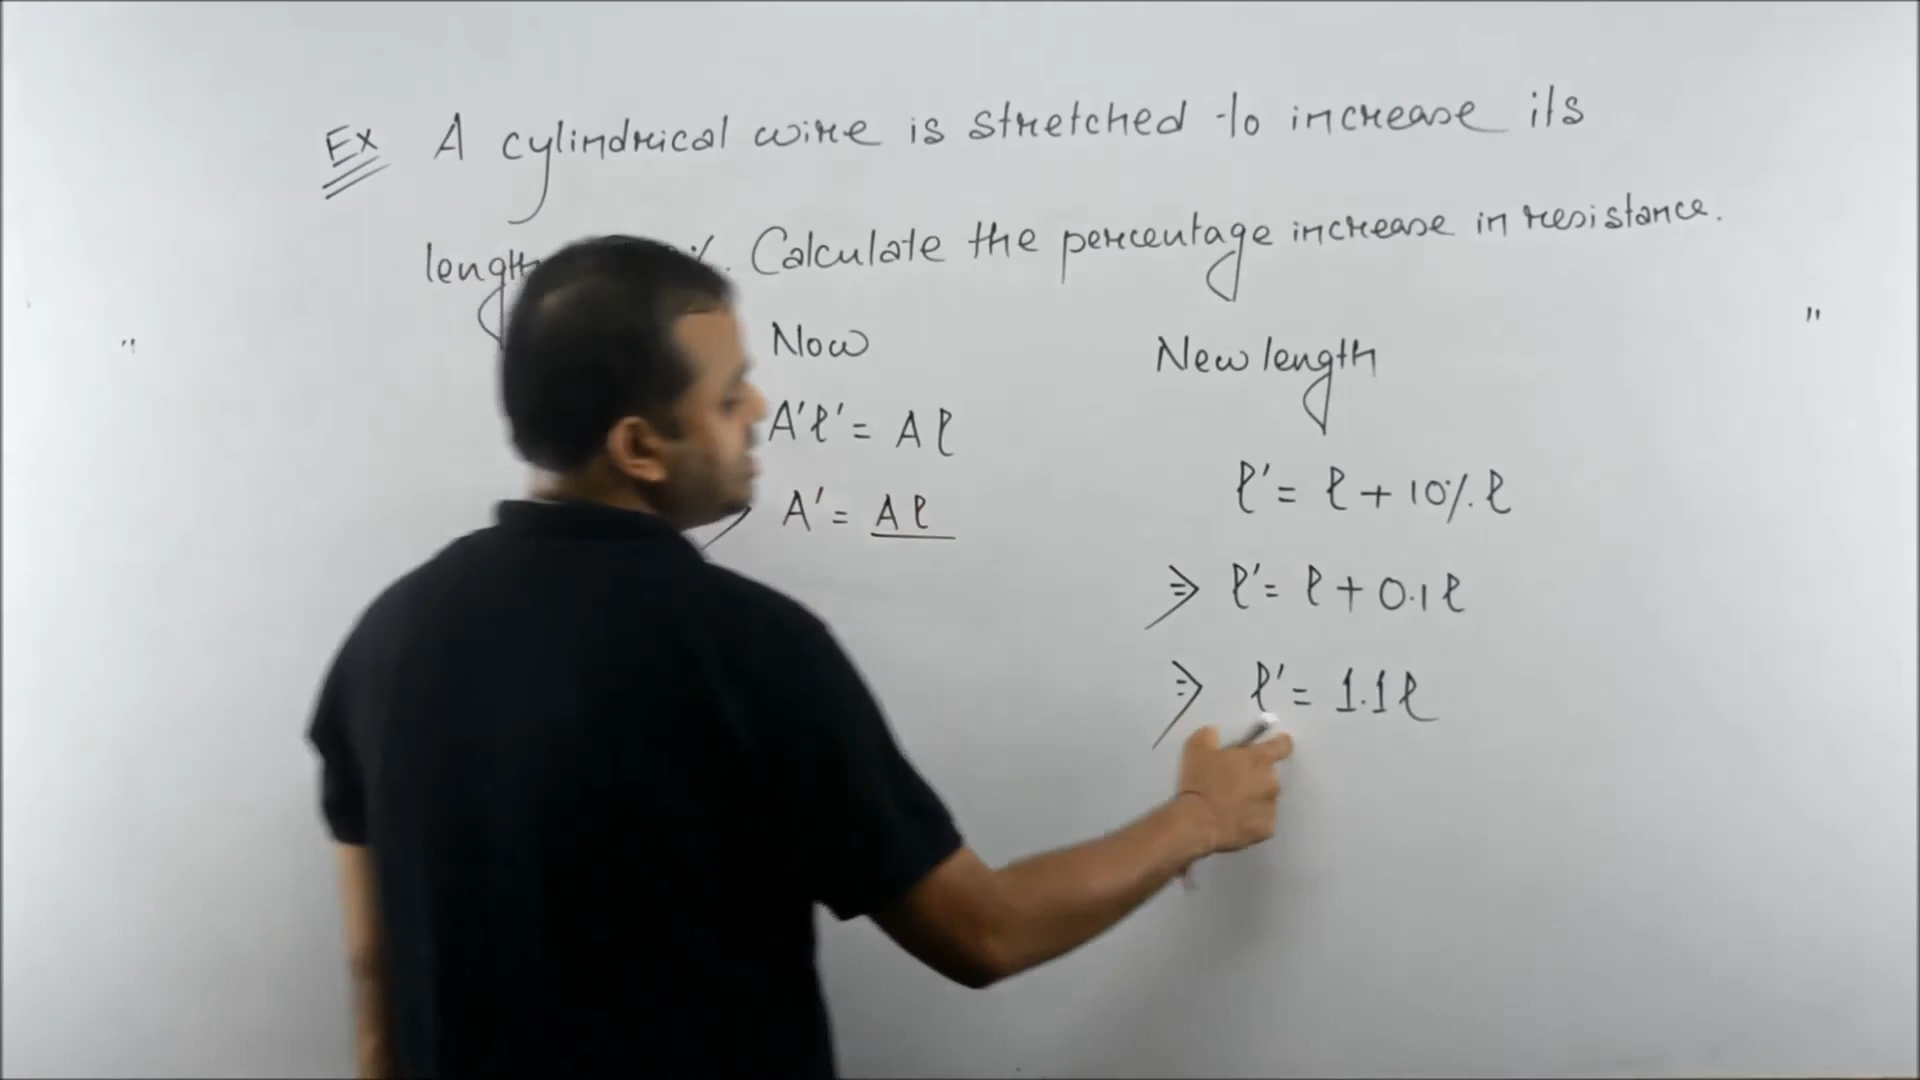 Ex A cylindrical wire is stretched to increase its
length %. Calculate the percentage increase in resistance.
Now
A'ℓ' = Aℓ
A' = Aℓ
New length
ℓ' = ℓ + 10% ℓ
⇒ ℓ' = ℓ + 0.1ℓ
⇒ ℓ' = 1.1ℓ